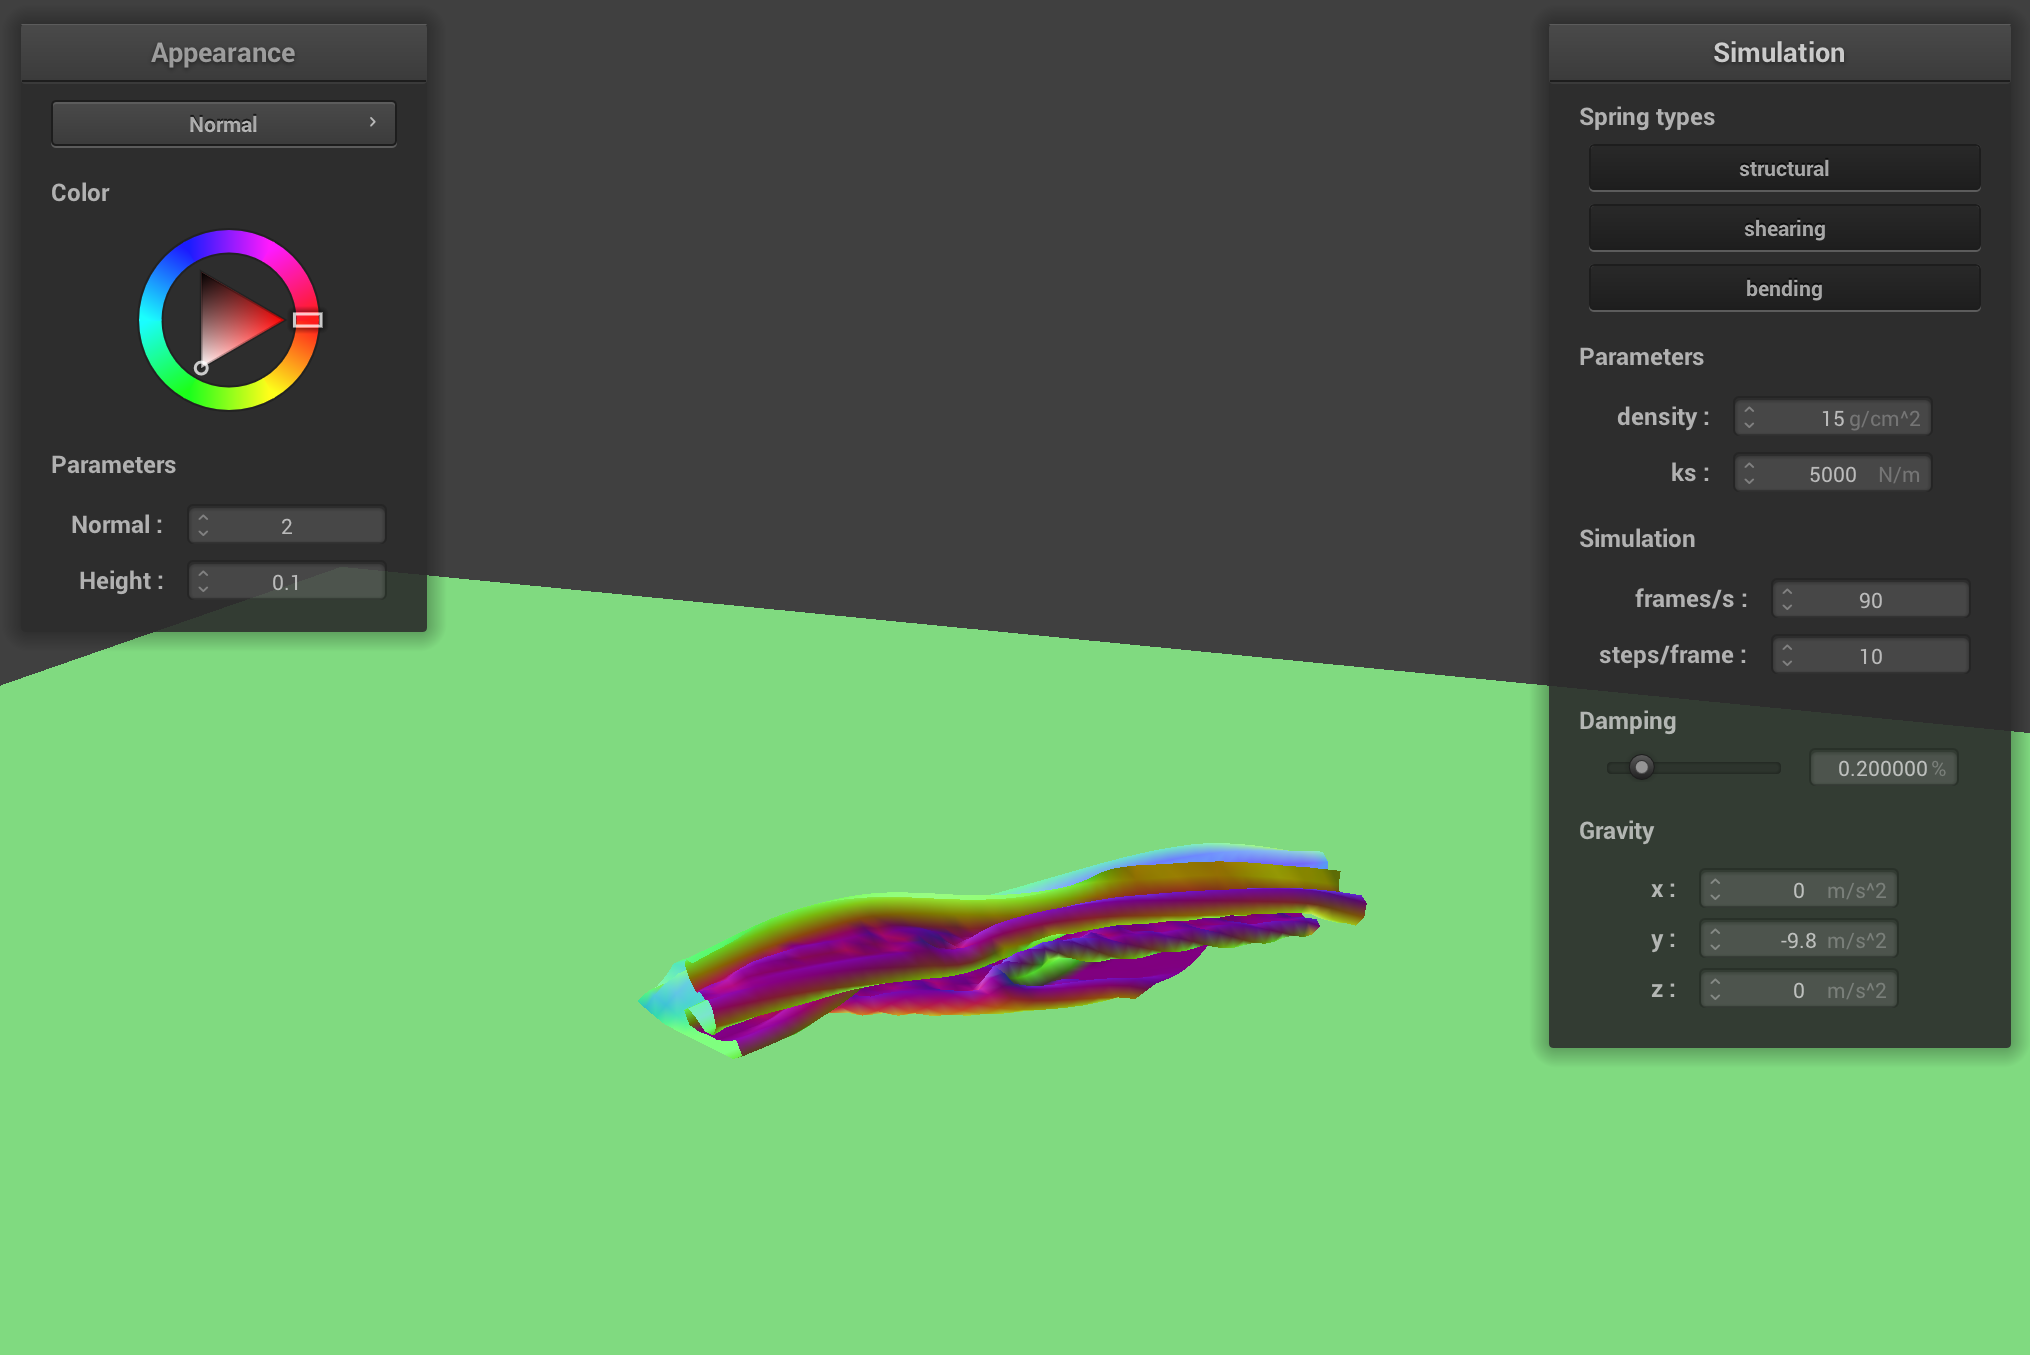 Appearance
Normal
Color
Parameters
Normal : 2
Height : 0.1
Simulation
Spring types
structural
shearing
bending
Parameters
density : 15 g/cm^2
ks : 5000 N/m
Simulation
frames/s : 90
steps/frame : 10
Damping
0.200000 %
Gravity
x : 0 m/s^2
y : -9.8 m/s^2
z : 0 m/s^2